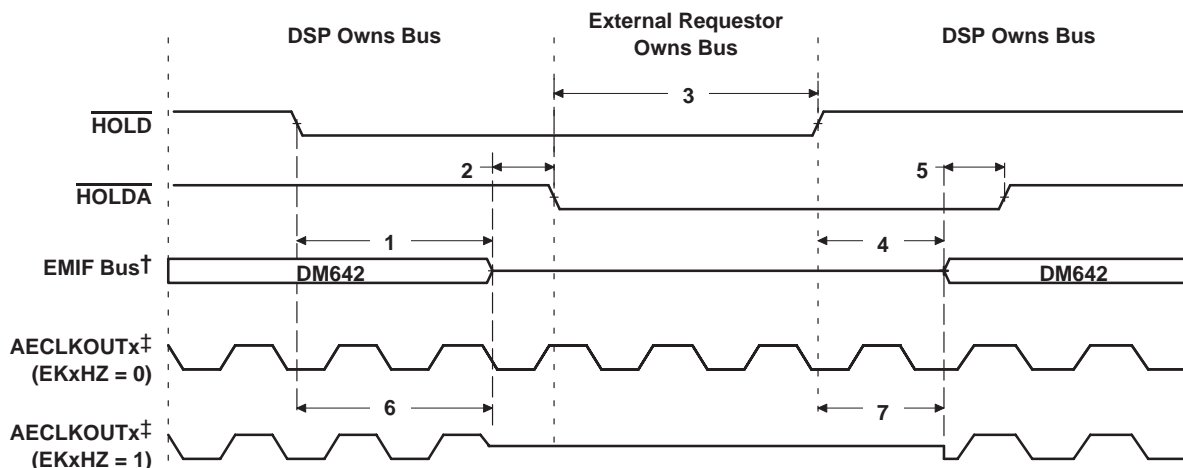 DSP Owns Bus
External Requestor
Owns Bus
DSP Owns Bus
3
HOLD
2
5
HOLDA
1
4
EMIF Bus†
DM642
DM642
AECLKOUTx‡
(EKxHZ = 0)
6
7
AECLKOUTx‡
(EKxHZ = 1)